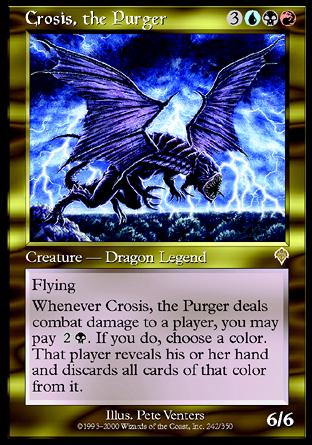 Crosis, the Purger 3
Creature — Dragon Legend
Flying
Whenever Crosis, the Purger deals
combat damage to a player, you may
pay 2 . If you do, choose a color.
That player reveals his or her hand
and discards all cards of that color
from it.
6/6
Illus. Pete Venters
©1993–2000 Wizards of the Coast, Inc. 242/350